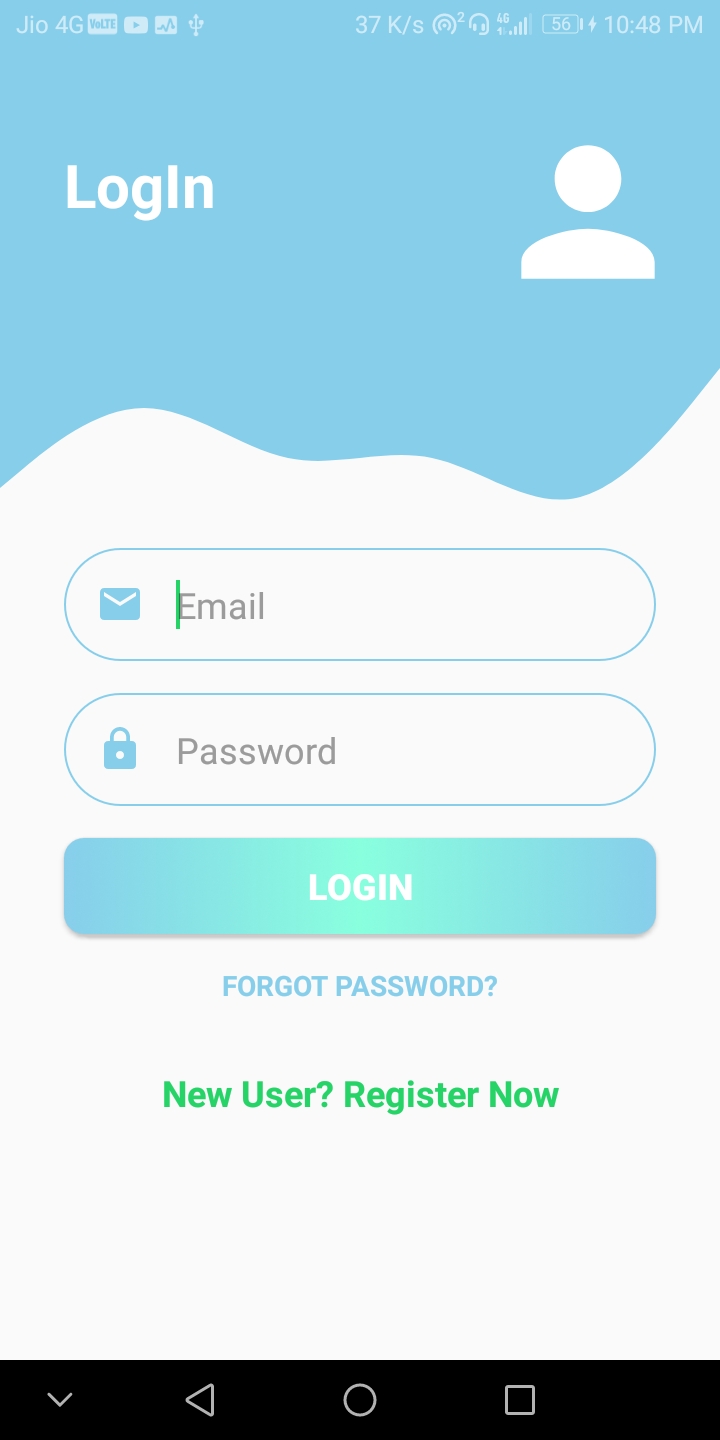 Jio 4G VoLTE 37 K/s 2 4G 1 56 10:48 PM
LogIn
Email
Password
LOGIN
FORGOT PASSWORD?
New User? Register Now